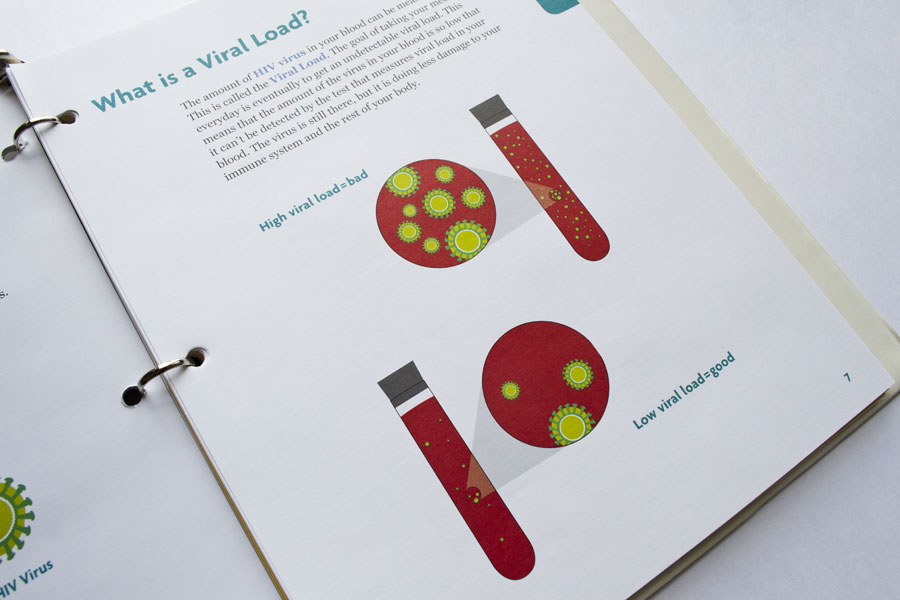 What is a Viral Load?
The amount of HIV virus in your blood can be
This is called the Viral Load. The goal of taking your
everyday is eventually to get an undetectable viral load. This
means that the amount of the virus in your blood is so low that
it can't be detected by the test that measures viral load in your
blood. The virus is still there, but it is doing less damage to your
immune system and the rest of your body.
High viral load=bad
Low viral load=good
7
s.
HIV Virus